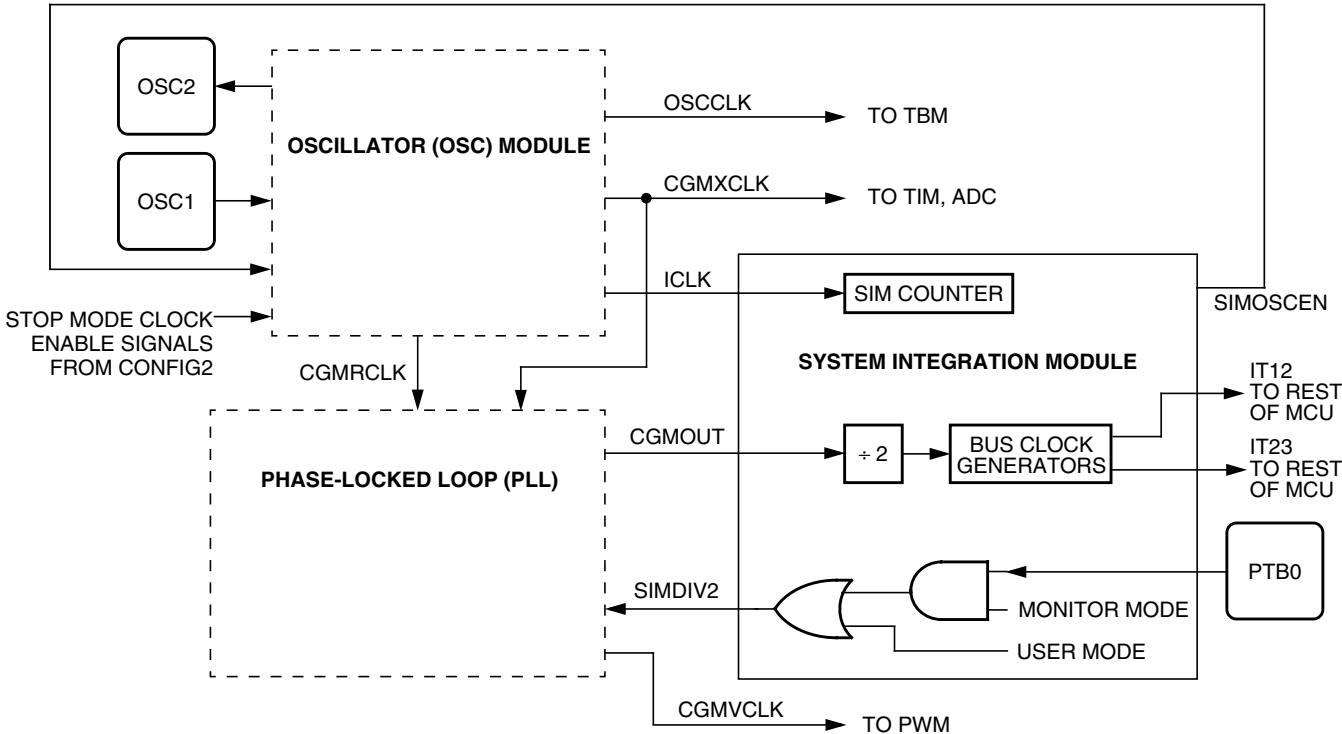 OSC2
OSCCLK
TO TBM
OSCILLATOR (OSC) MODULE
OSC1
CGMXCLK
TO TIM, ADC
ICLK
SIM COUNTER
SIMOSCEN
STOP MODE CLOCK
ENABLE SIGNALS
FROM CONFIG2
CGMRCLK
SYSTEM INTEGRATION MODULE
IT12
TO REST
OF MCU
CGMOUT
÷ 2
BUS CLOCK
GENERATORS
IT23
TO REST
OF MCU
PHASE-LOCKED LOOP (PLL)
PTB0
SIMDIV2
MONITOR MODE
USER MODE
CGMVCLK
TO PWM